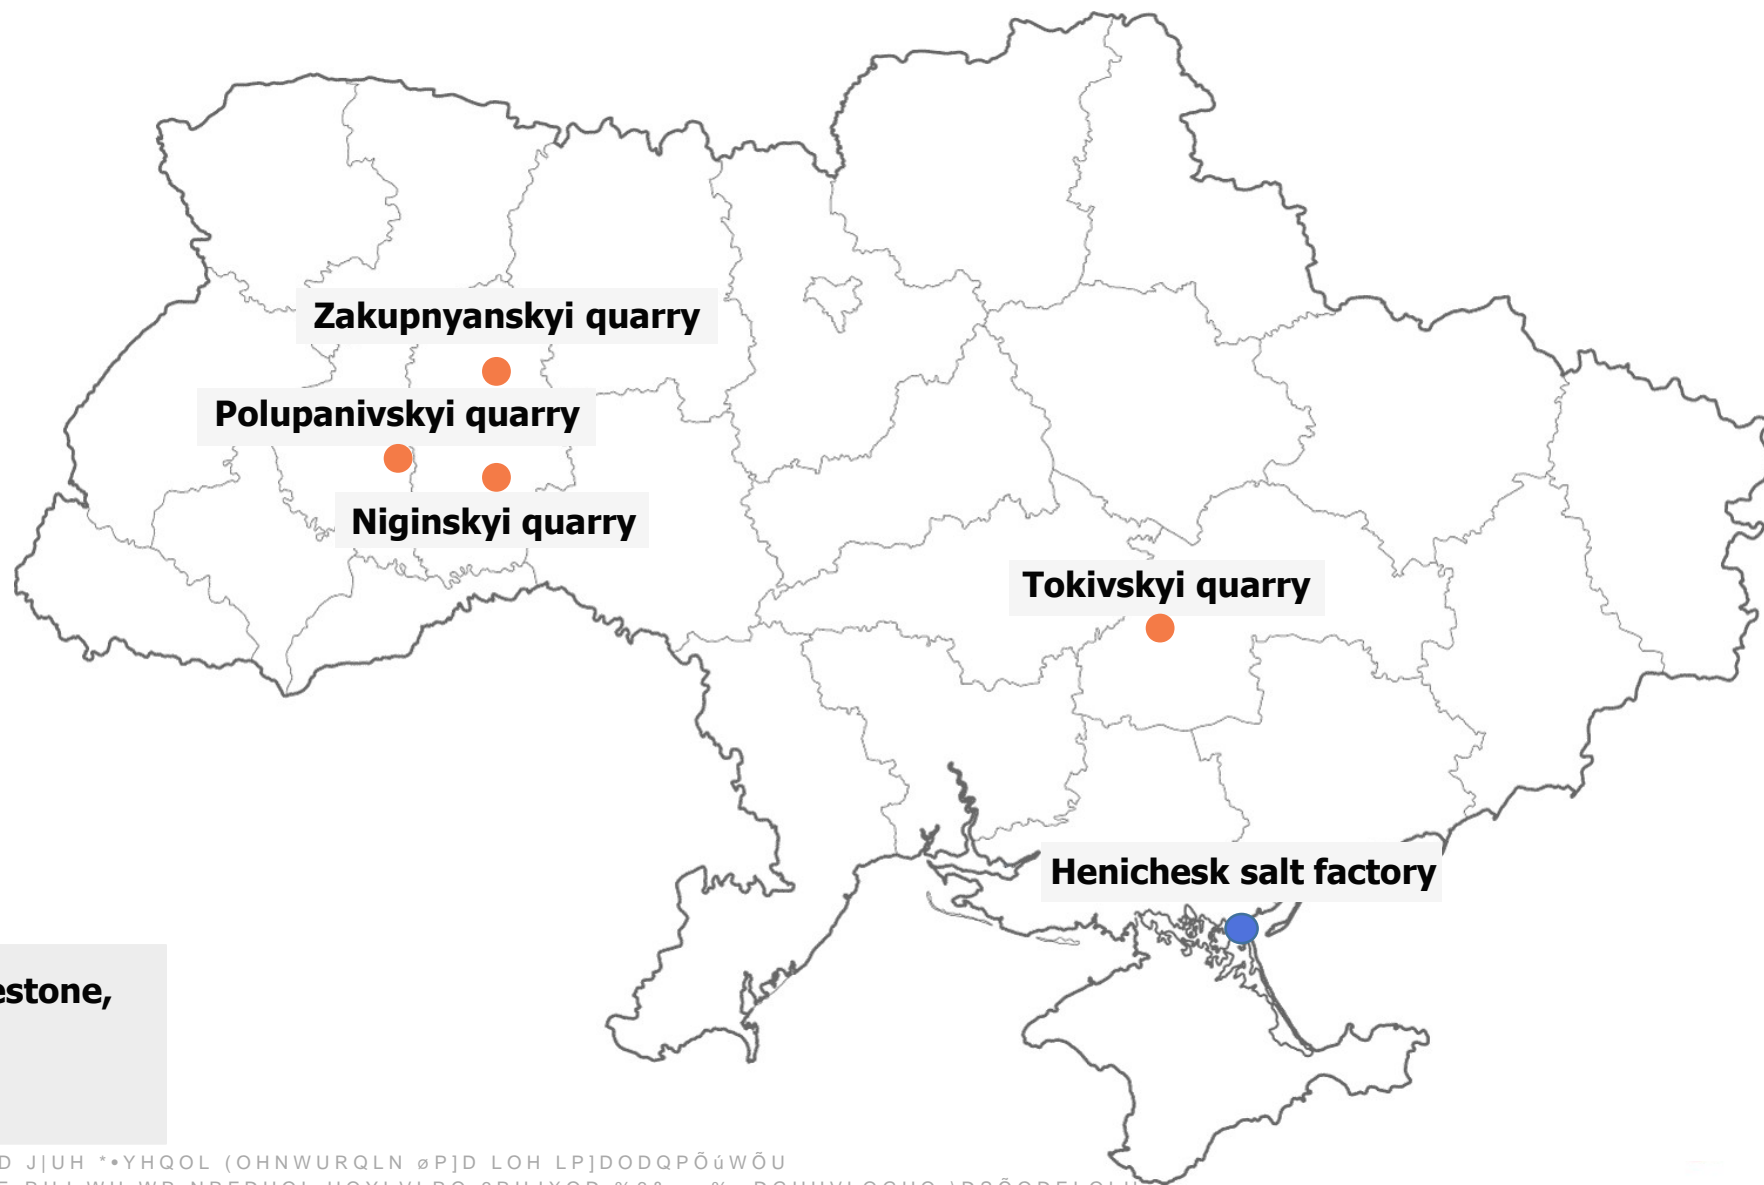 Zakupnyanskyi quarry
Polupanivskyi quarry
Niginskyi quarry
Tokivskyi quarry
Henichesk salt factory
estone,